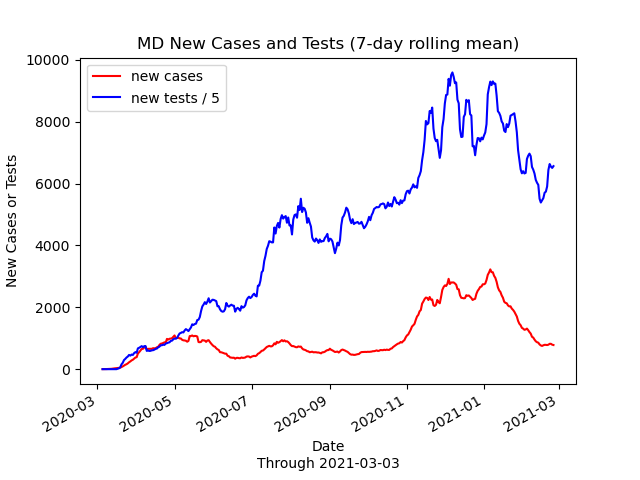 MD New Cases and Tests (7-day rolling mean)
new cases
new tests / 5
New Cases or Tests
10000
8000
6000
4000
2000
0
2020-03
2020-05
2020-07
2020-09
2020-11
2021-01
2021-03
Date
Through 2021-03-03